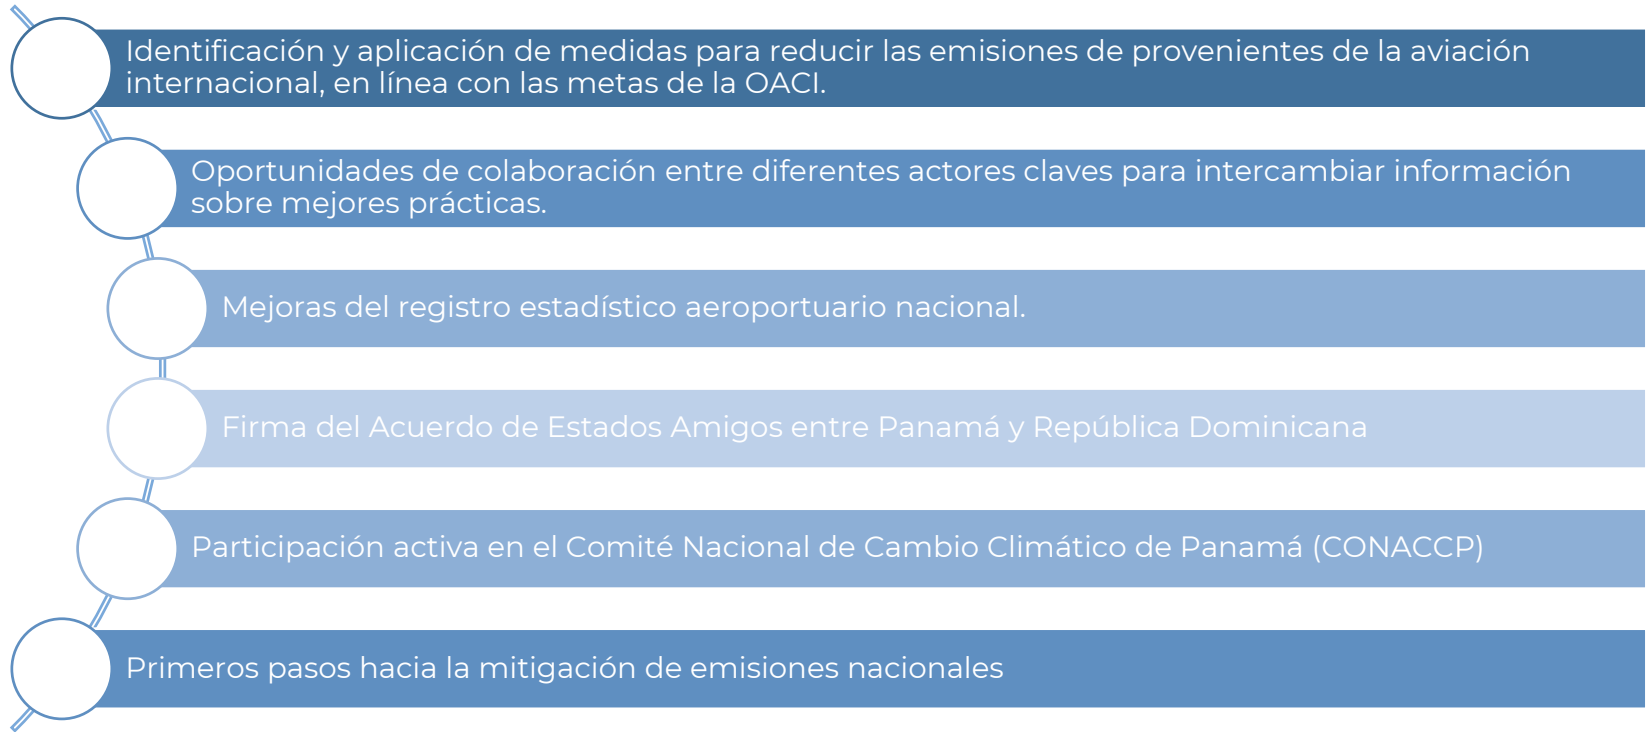 Identificación y aplicación de medidas para reducir las emisiones de provenientes de la aviación
internacional, en línea con las metas de la OACI.
Oportunidades de colaboración entre diferentes actores claves para intercambiar información
sobre mejores prácticas.
Mejoras del registro estadístico aeroportuario nacional.
Firma del Acuerdo de Estados Amigos entre Panamá y República Dominicana
Participación activa en el Comité Nacional de Cambio Climático de Panamá (CONACCP)
Primeros pasos hacia la mitigación de emisiones nacionales